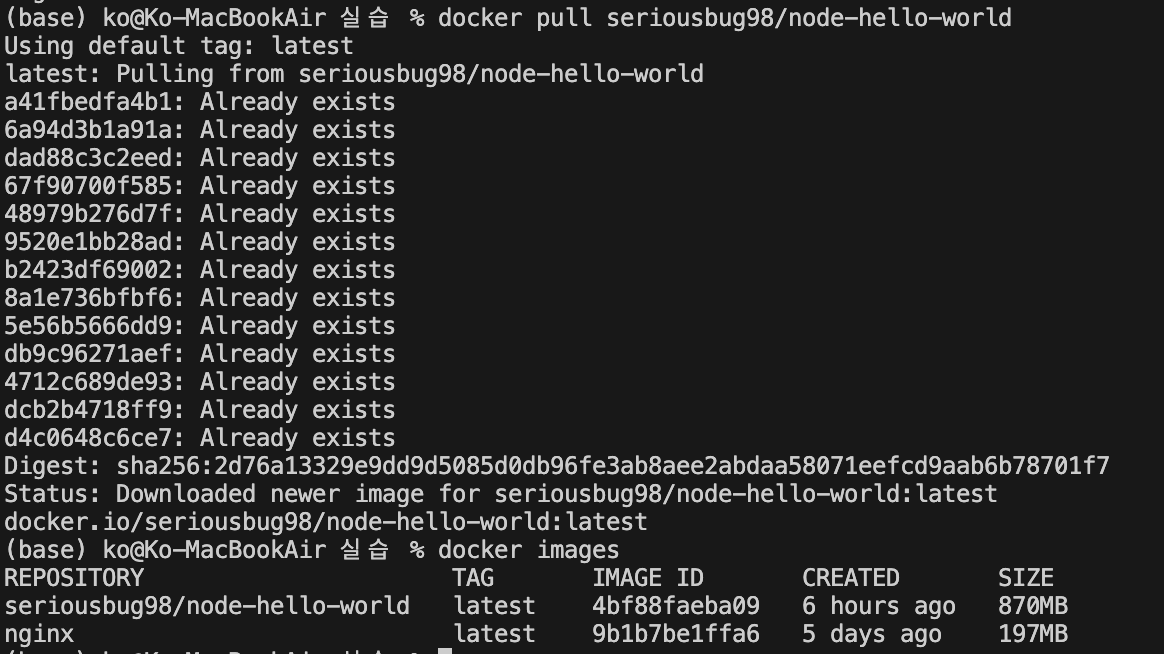 (base) ko@Ko-MacBookAir 실습 % docker pull seriousbug98/node-hello-world
Using default tag: latest
latest: Pulling from seriousbug98/node-hello-world
a41fbedfa4b1: Already exists
6a94d3b1a91a: Already exists
dad88c3c2eed: Already exists
67f90700f585: Already exists
48979b276d7f: Already exists
9520e1bb28ad: Already exists
b2423df69002: Already exists
8a1e736bfbf6: Already exists
5e56b5666dd9: Already exists
db9c96271aef: Already exists
4712c689de93: Already exists
dcb2b4718ff9: Already exists
d4c0648c6ce7: Already exists
Digest: sha256:2d76a13329e9dd9d5085d0db96fe3ab8aee2abdaa58071eefcd9aab6b78701f7
Status: Downloaded newer image for seriousbug98/node-hello-world:latest
docker.io/seriousbug98/node-hello-world:latest
(base) ko@Ko-MacBookAir 실습 % docker images
REPOSITORY TAG IMAGE ID CREATED SIZE
seriousbug98/node-hello-world latest 4bf88faeba09 6 hours ago 870MB
nginx latest 9b1b7be1ffa6 5 days ago 197MB